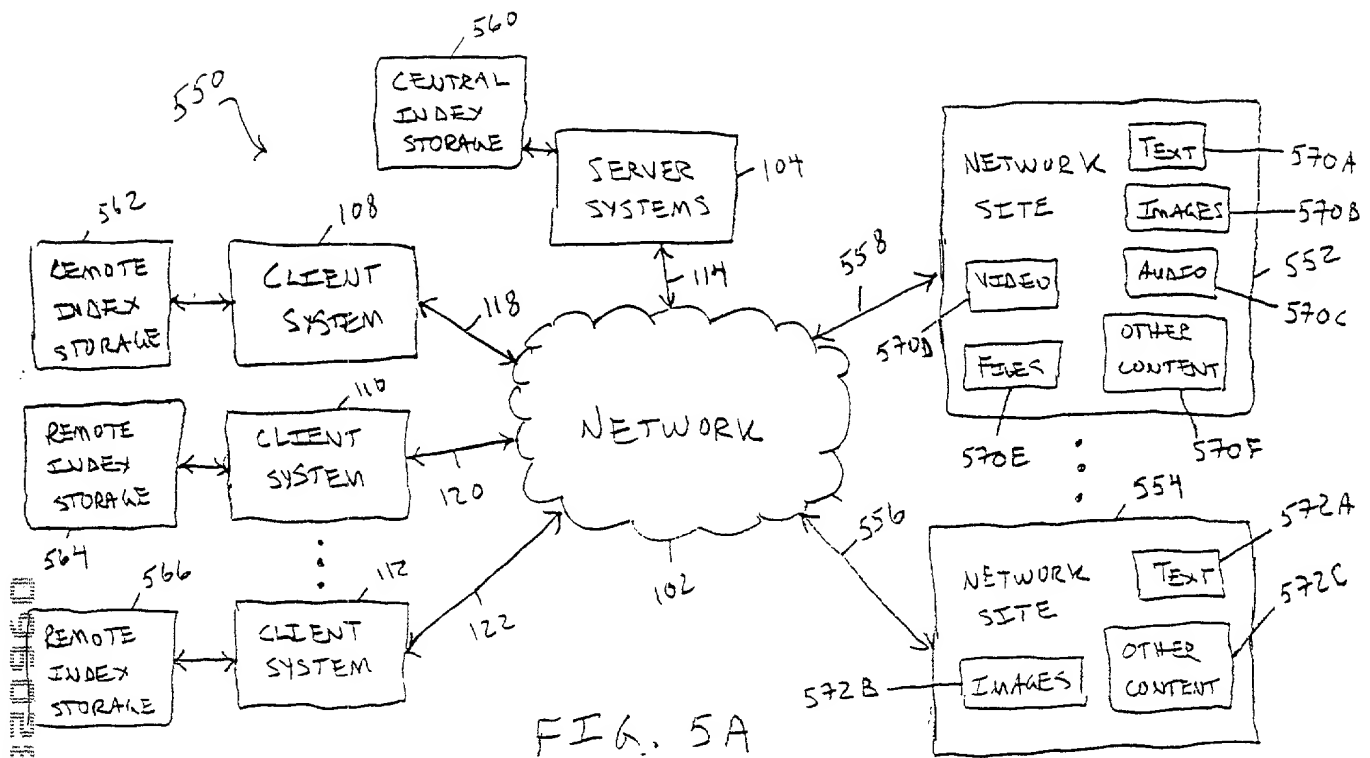 560
550
CENTRAL
INDEX
STORAGE
SERVER
SYSTEMS
104
114
562
REMOTE
INDEX
STORAGE
108
CLIENT
SYSTEM
118
REMOTE
INDEX
STORAGE
564
110
CLIENT
SYSTEM
120
566
REMOTE
INDEX
STORAGE
112
CLIENT
SYSTEM
122
NETWORK
102
558
556
NETWORK
SITE
TEXT
570A
IMAGES
570B
552
VIDEO
570D
AUDIO
570C
FILES
570E
OTHER
CONTENT
570F
554
NETWORK
SITE
TEXT
572A
572C
572B
IMAGES
OTHER
CONTENT
FIG. 5A